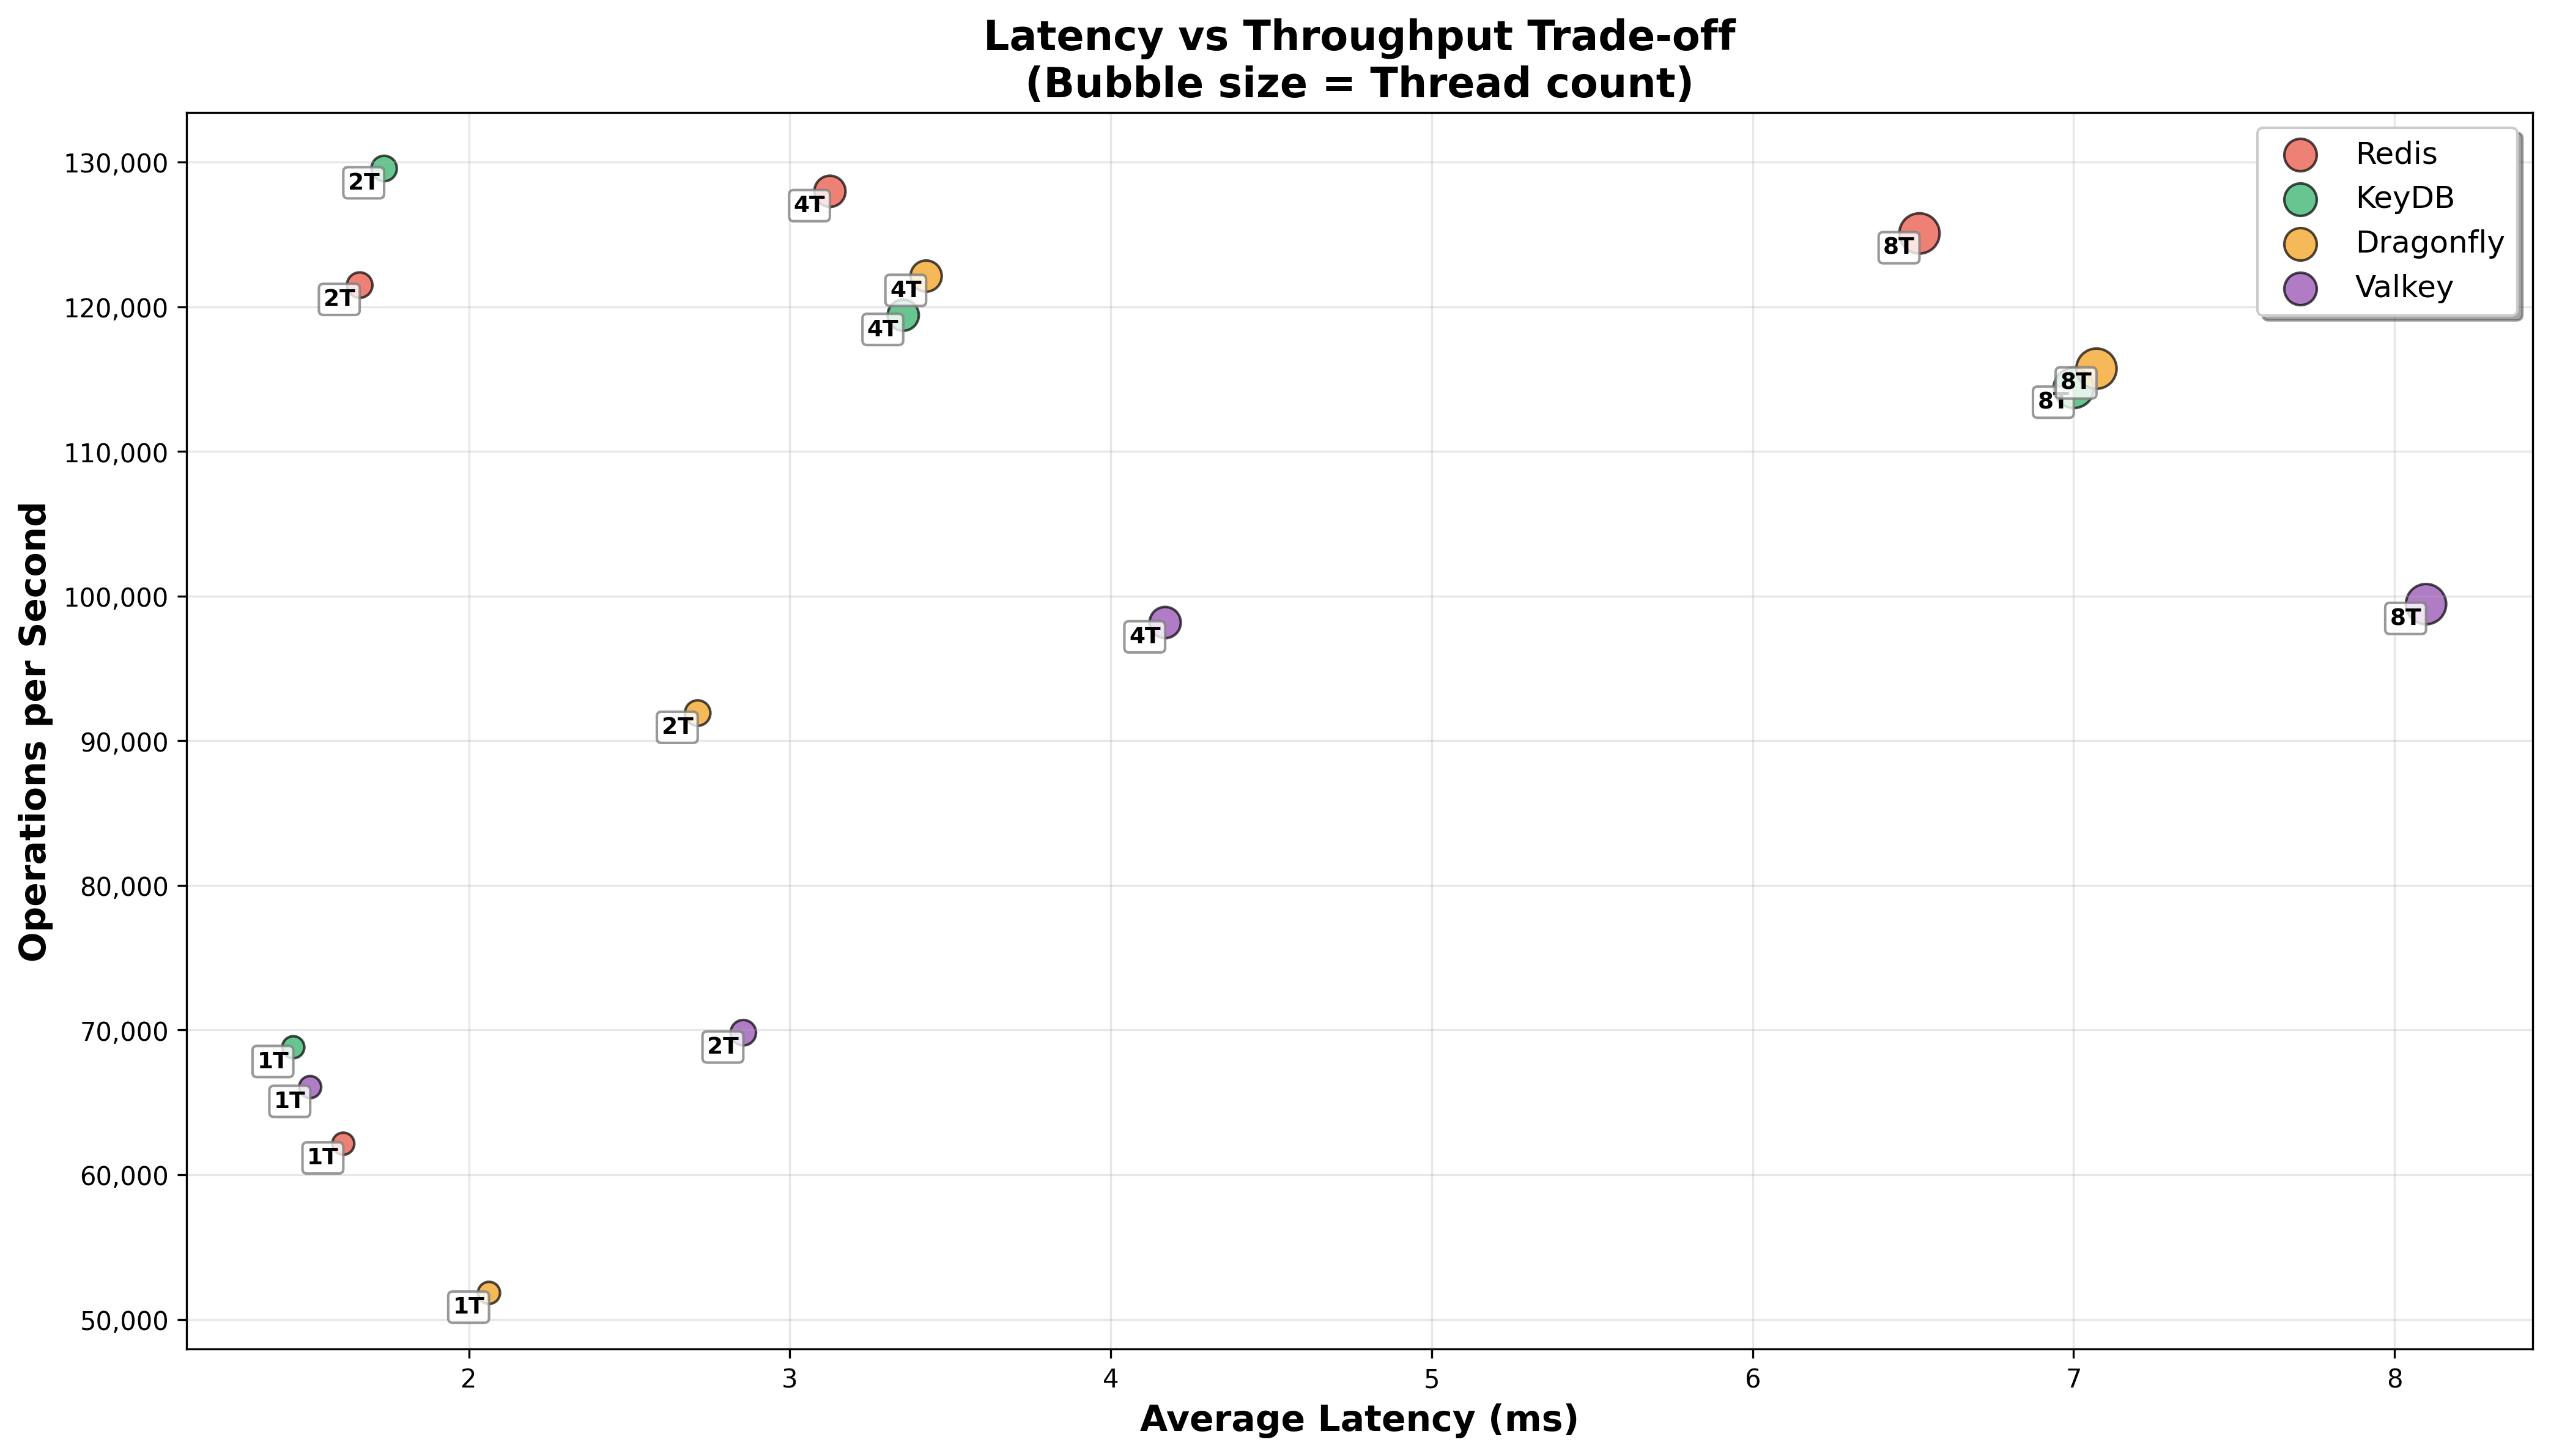 Latency vs Throughput Trade-off
(Bubble size = Thread count)
Operations per Second
130,000
120,000
110,000
100,000
90,000
80,000
70,000
60,000
50,000
2T
2T
4T
4T
4T
8T
8T
8T
4T
8T
2T
2T
1T
1T
1T
1T
Redis
KeyDB
Dragonfly
Valkey
2
3
4
5
6
7
8
Average Latency (ms)